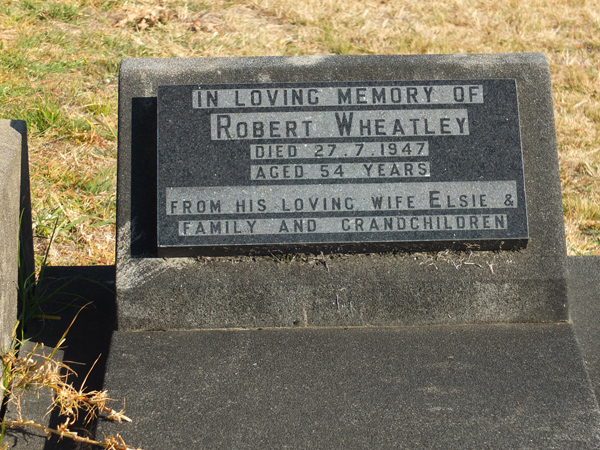 IN LOVING MEMORY OF
ROBERT WHEATLEY
DIED 27.7.1947
AGED 54 YEARS
FROM HIS LOVING WIFE ELSIE &
FAMILY AND GRANDCHILDREN